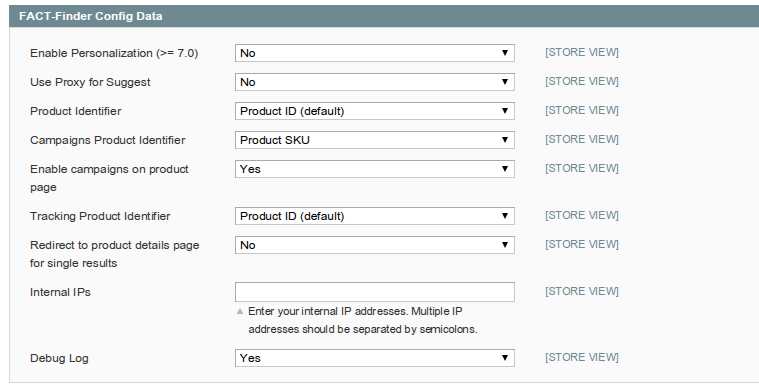 FACT-Finder Config Data
Enable Personalization (>= 7.0) No [STORE VIEW]
Use Proxy for Suggest No [STORE VIEW]
Product Identifier Product ID (default) [STORE VIEW]
Campaigns Product Identifier Product SKU [STORE VIEW]
Enable campaigns on product Yes [STORE VIEW]
page
Tracking Product Identifier Product ID (default) [STORE VIEW]
Redirect to product details page No [STORE VIEW]
for single results
Internal IPs [STORE VIEW]
Enter your internal IP addresses. Multiple IP
addresses should be separated by semicolons.
Debug Log Yes [STORE VIEW]